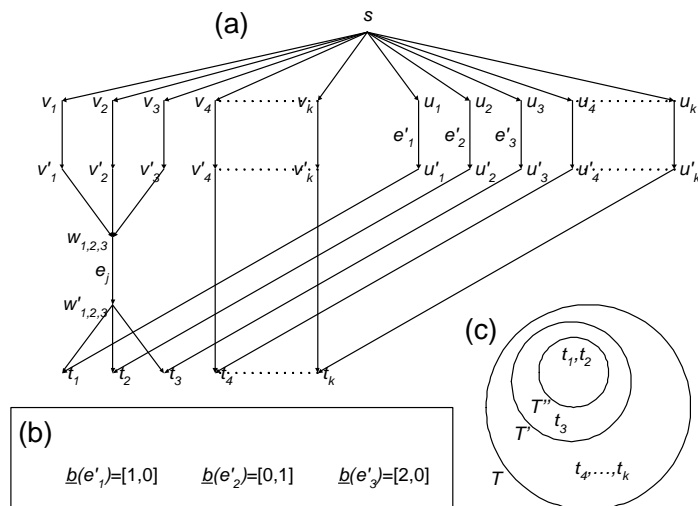 (a)
s
v1 v2 v3 v4 vk u1 u2 u3 u4 uk
e'1 e'2 e'3
v'1 v'2 v'3 v'4 v'k u'1 u'2 u'3 u'4 u'k
w1,2,3
ej
w'1,2,3
t1 t2 t3 t4 tk
(c)
t1,t2
T''
t3
T'
t4,...,tk
T
(b)
b(e'1)=[1,0] b(e'2)=[0,1] b(e'3)=[2,0]